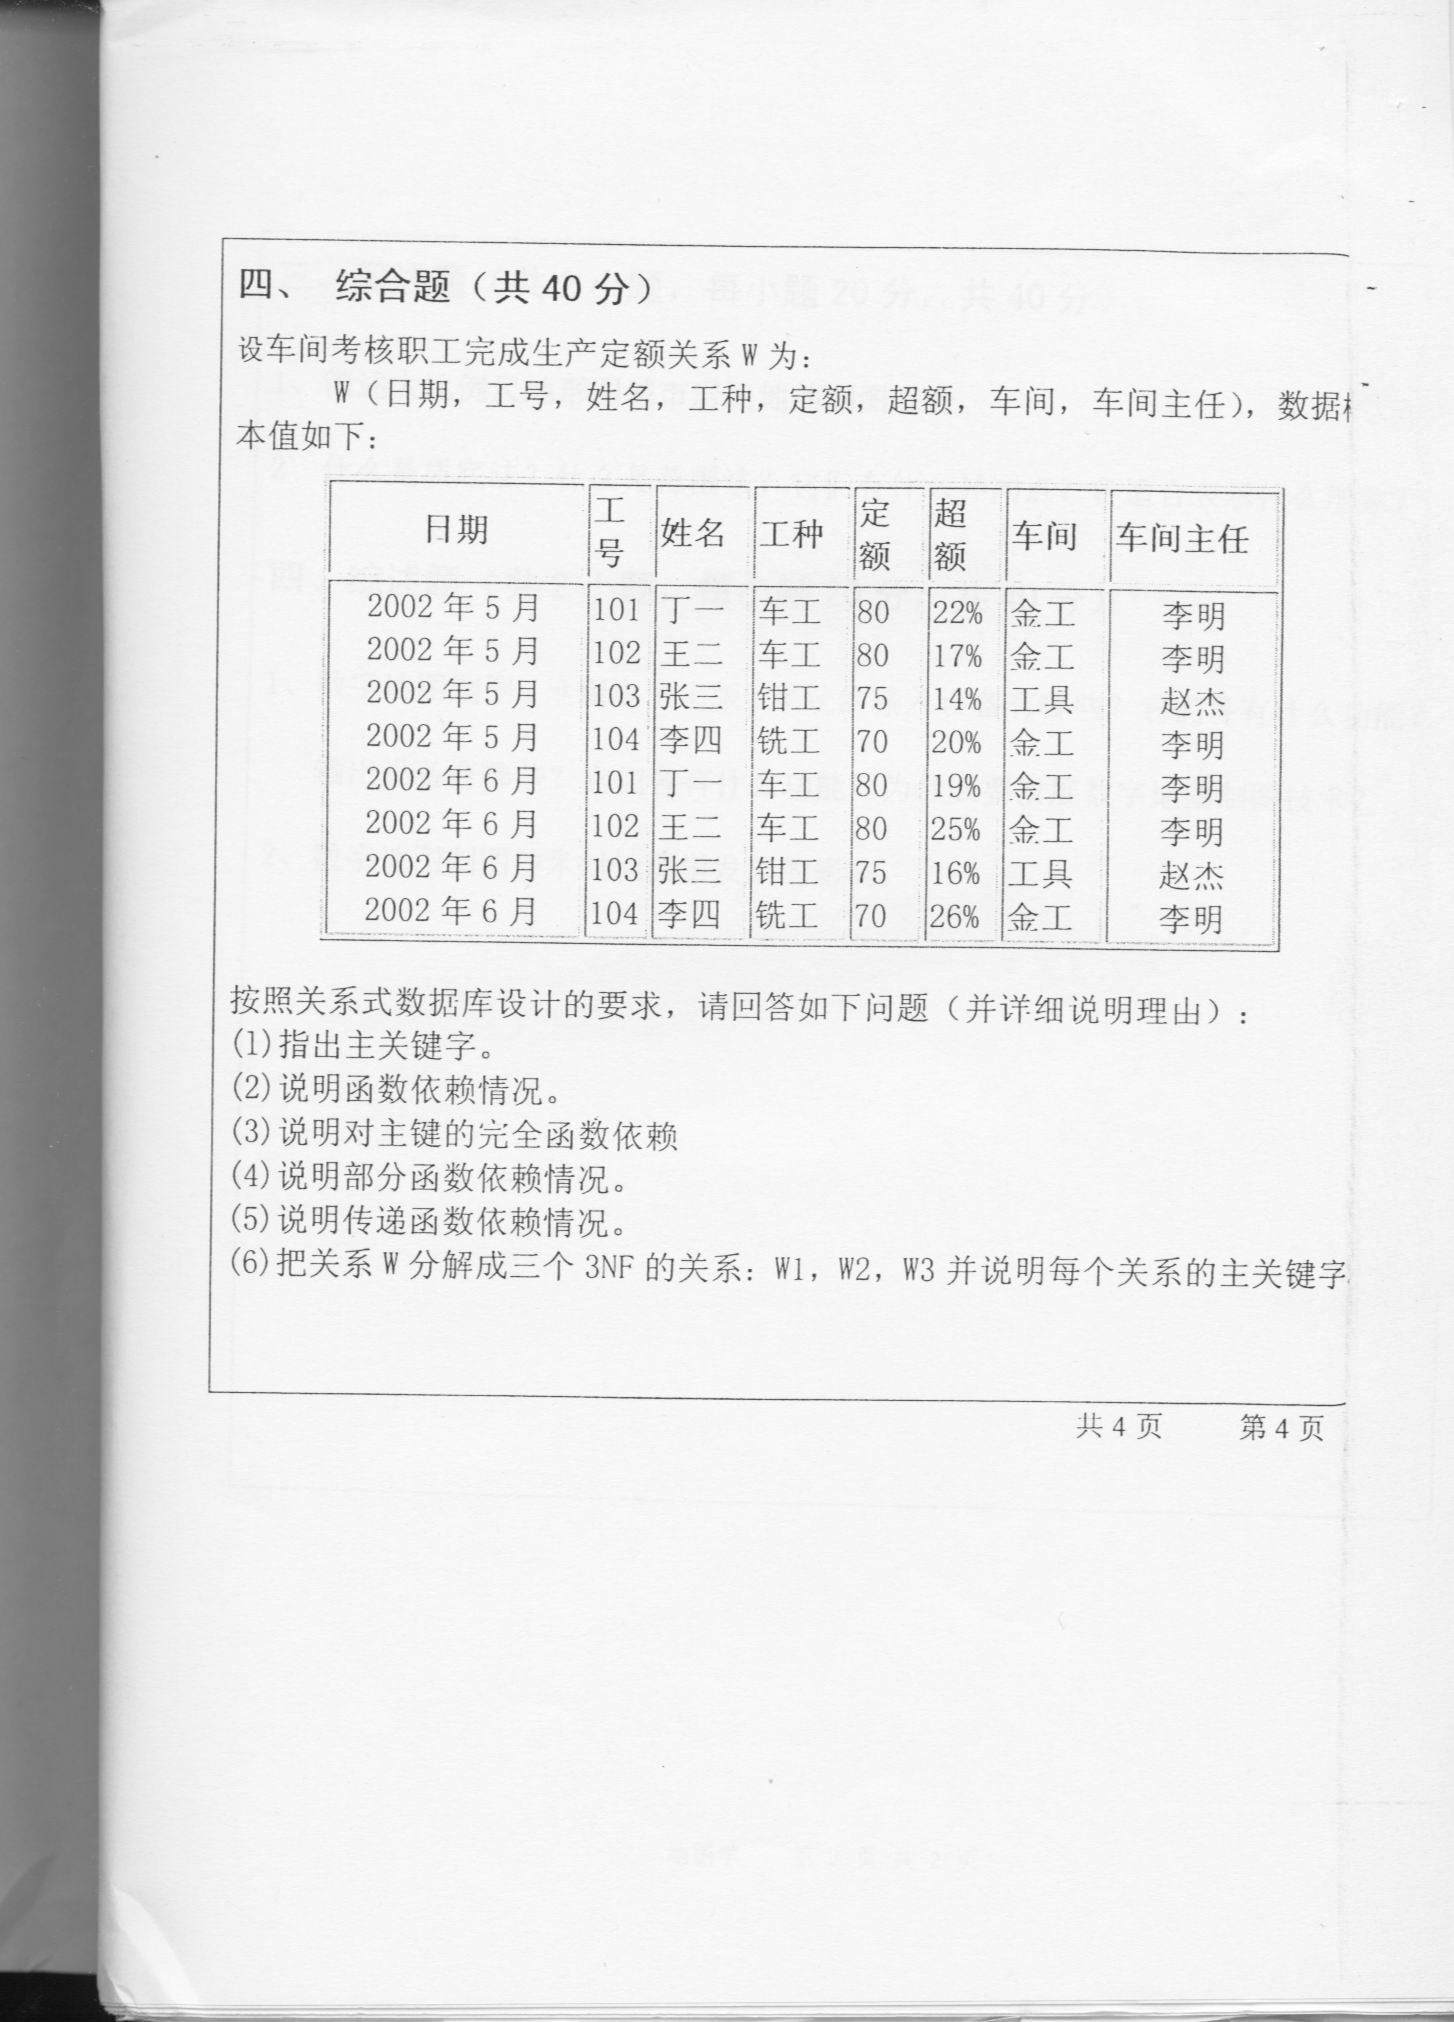 四、 综合题（共 40 分）
设车间考核职工完成生产定额关系 W 为：
W（日期，工号，姓名，工种，定额，超额，车间，车间主任），数据
本值如下：
日期 工号 姓名 工种 定额 超额 车间 车间主任
2002 年 5 月 101 丁一 车工 80 22% 金工 李明
2002 年 5 月 102 王二 车工 80 17% 金工 李明
2002 年 5 月 103 张三 钳工 75 14% 工具 赵杰
2002 年 5 月 104 李四 铣工 70 20% 金工 李明
2002 年 6 月 101 丁一 车工 80 19% 金工 李明
2002 年 6 月 102 王二 车工 80 25% 金工 李明
2002 年 6 月 103 张三 钳工 75 16% 工具 赵杰
2002 年 6 月 104 李四 铣工 70 26% 金工 李明
按照关系式数据库设计的要求，请回答如下问题（并详细说明理由）：
(1)指出主关键字。
(2)说明函数依赖情况。
(3)说明对主键的完全函数依赖
(4)说明部分函数依赖情况。
(5)说明传递函数依赖情况。
(6)把关系 W 分解成三个 3NF 的关系：W1，W2，W3 并说明每个关系的主关键字
共 4 页 第 4 页